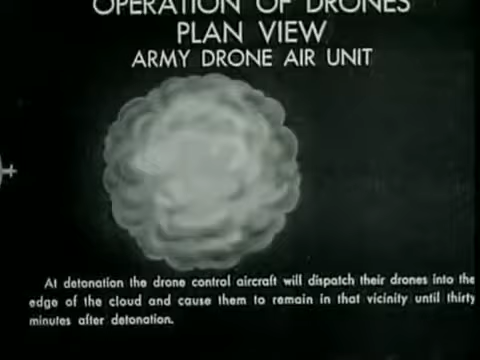 OPERATION OF DRONES
PLAN VIEW
ARMY DRONE AIR UNIT
At detonation the drone control aircraft will dispatch their drones into the
edge of the cloud and cause them to remain in that vicinity until thirty
minutes after detonation.